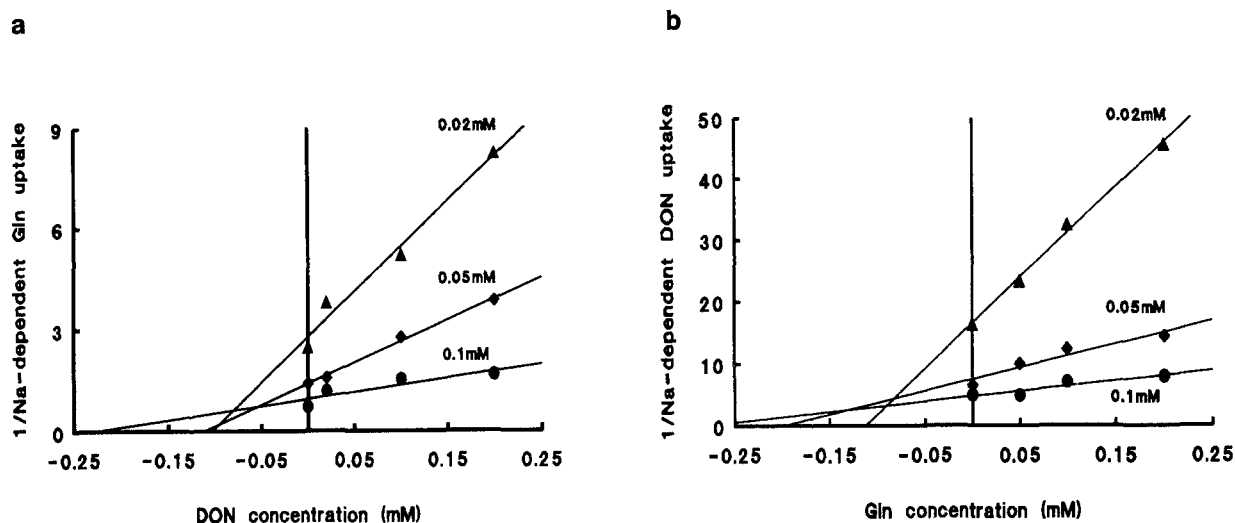 a
1/Na-dependent Gln uptake
9
6
3
0
0.02mM
0.05mM
0.1mM
-0.25
-0.15
-0.05
0.05
0.15
0.25
DON concentration (mM)
b
1/Na-dependent DON uptake
50
40
30
20
10
0
0.02mM
0.05mM
0.1mM
-0.25
-0.15
-0.05
0.05
0.15
0.25
Gln concentration (mM)